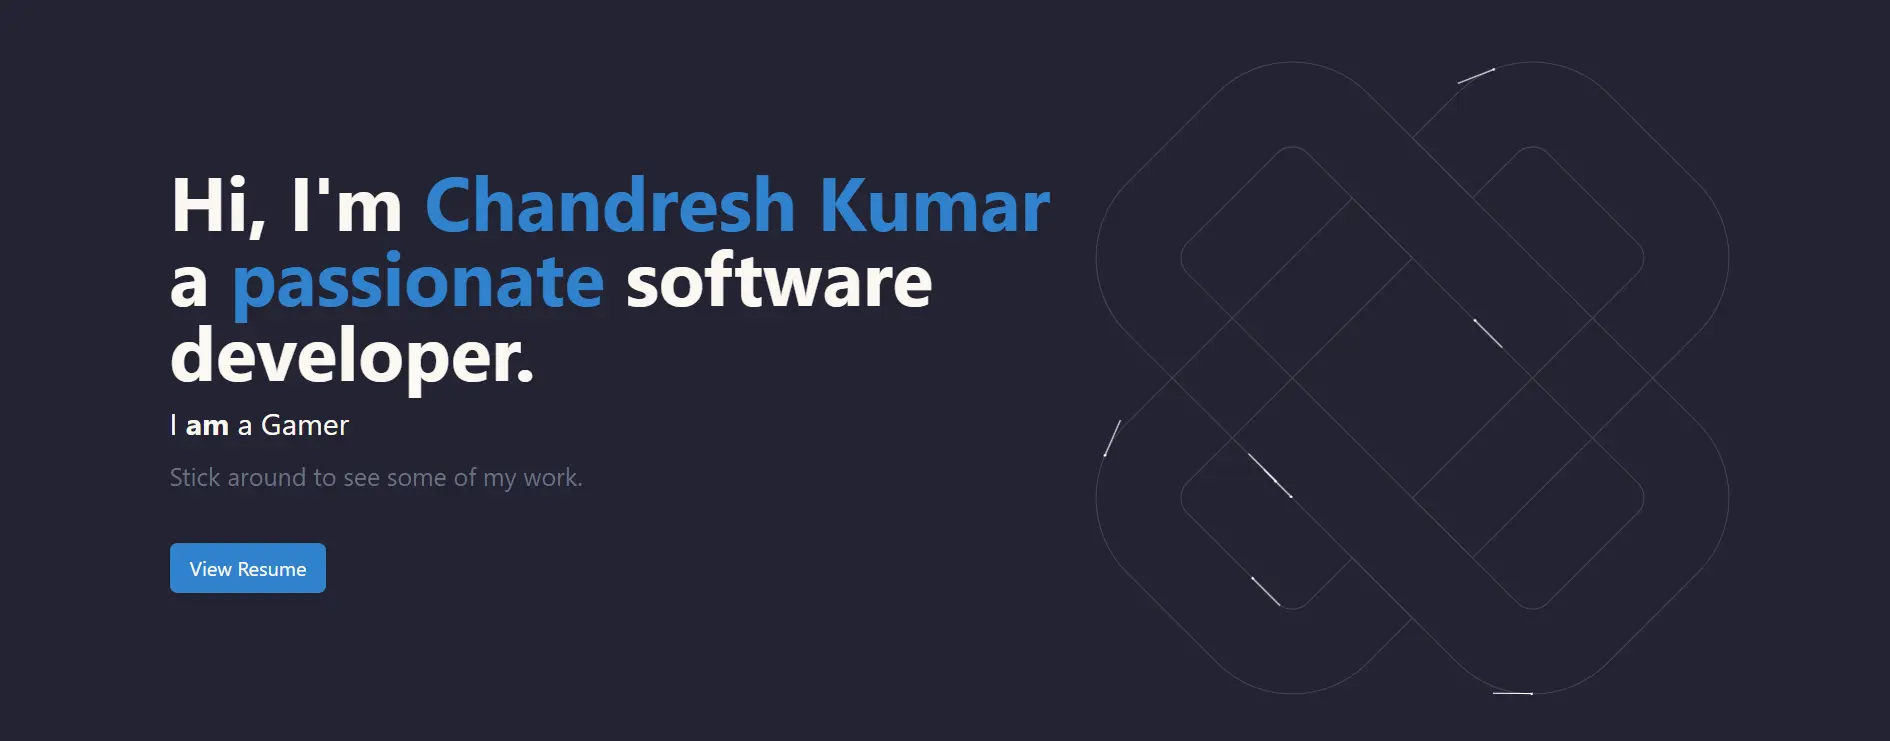 Hi, I'm Chandresh Kumar
a passionate software
developer.
I am a Gamer
Stick around to see some of my work.
View Resume